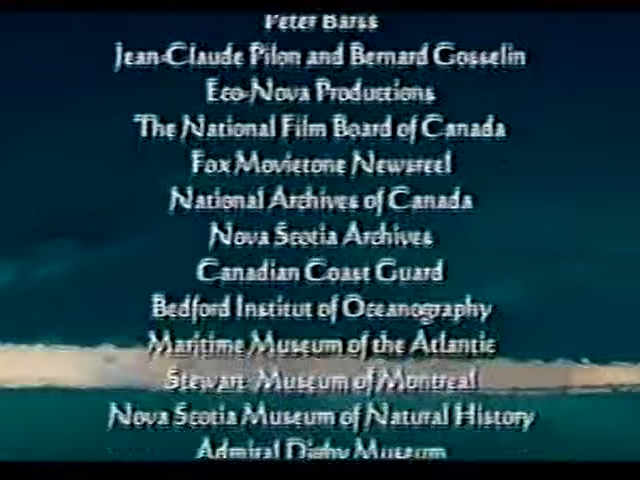 Peter Barss
Jean-Claude Pilon and Bernard Gosselin
Eco-Nova Productions
The National Film Board of Canada
Fox Movietone Newsreel
National Archives of Canada
Nova Scotia Archives
Canadian Coast Guard
Bedford Institut of Oceanography
Maritime Museum of the Atlantic
Stewart Museum of Montreal
Nova Scotia Museum of Natural History
Admiral Digby Museum